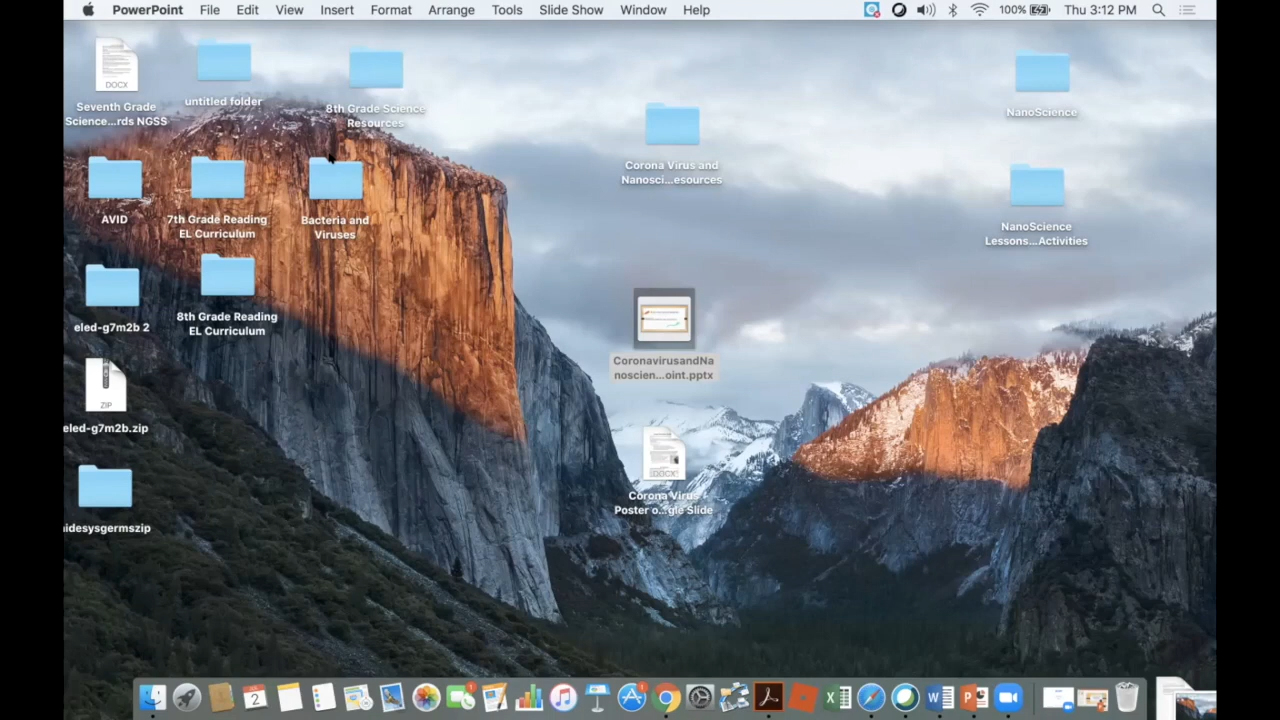 PowerPoint File Edit View Insert Format Arrange Tools Slide Show Window Help 100% Thu 3:12 PM
DOCX
Seventh Grade
Science...rds NGSS
untitled folder
8th Grade Science
Resources
Corona Virus and
Nanosci...esources
NanoScience
AVID
7th Grade Reading
EL Curriculum
Bacteria and
Viruses
NanoScience
Lessons...Activities
eled-g7m2b 2
8th Grade Reading
EL Curriculum
CoronavirusandNa
noscien...oint.pptx
ZIP
eled-g7m2b.zip
DOCX
Corona Virus
Poster o...gle Slide
nidesysgermszip
2